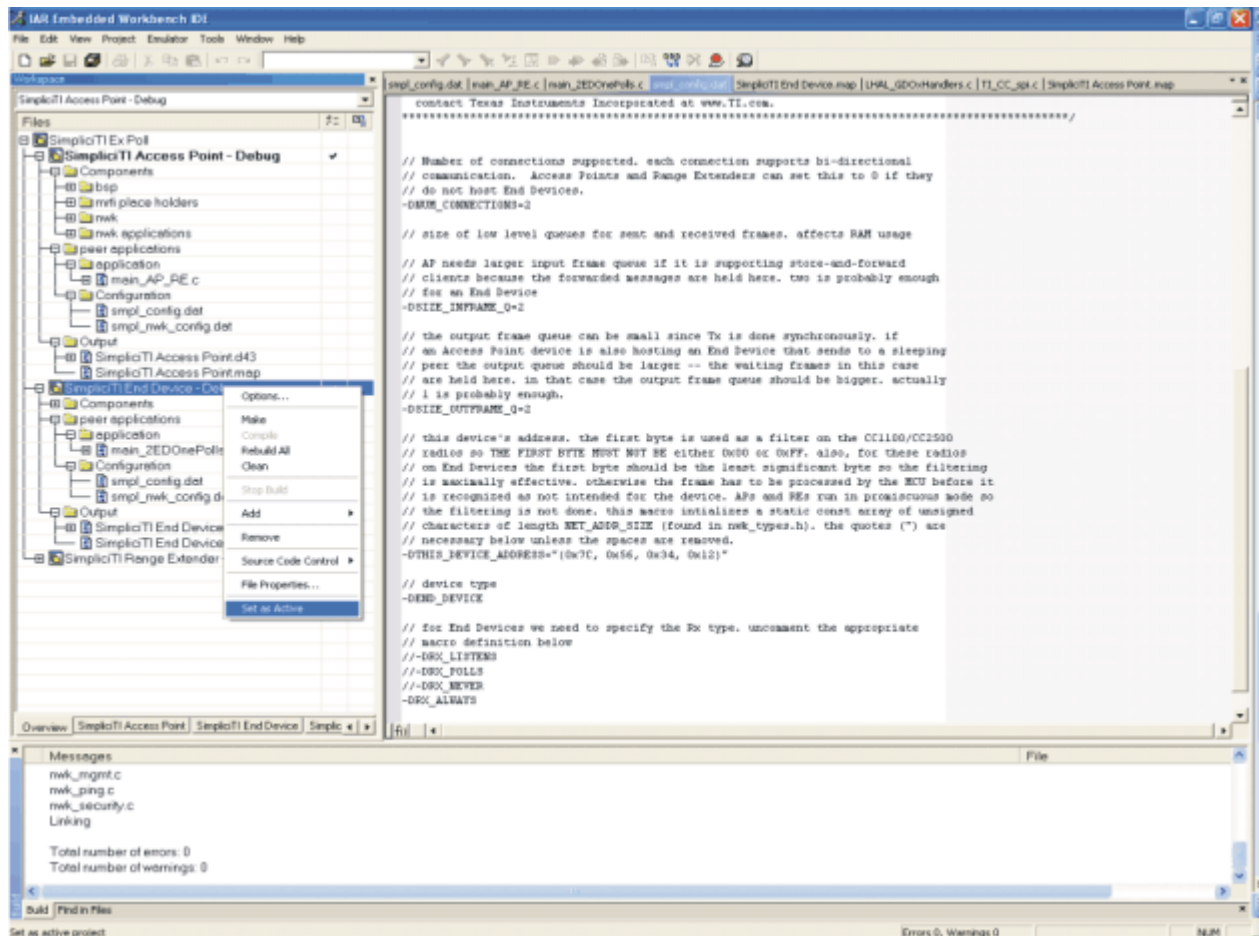 IAR Embedded Workbench IDE
File Edit View Project Emulator Tools Window Help
Workspace
smpl_config.dat | main_AP_RE.c | main_2EDOnePolls.c | smpl_config.dat | SimpliciTI End Device.map | LHAL_GDOxHandlers.c | TI_CC_spi.c | SimpliciTI Access Point.map
SimpliciTI Access Point - Debug
Files
SimpliciTI Ex Poll
SimpliciTI Access Point - Debug
Components
bsp
mrfi place holders
nwk
nwk applications
peer applications
application
main_AP_RE.c
Configuration
smpl_config.dat
smpl_nwk_config.dat
Output
SimpliciTI Access Point.d43
SimpliciTI Access Point.map
SimpliciTI End Device - Deb
Components
peer applications
application
main_2EDOnePolls
Configuration
smpl_config.dat
smpl_nwk_config.d
Output
SimpliciTI End Device
SimpliciTI End Device
SimpliciTI Range Extender
Options...
Make
Compile
Rebuild All
Clean
Stop Build
Add
Remove
Source Code Control
File Properties...
Set as Active
Overview SimpliciTI Access Point SimpliciTI End Device Simplic
contact Texas Instruments Incorporated at www.TI.com.
**************************************************************************************************/
// Number of connections supported. each connection supports bi-directional
// communication. Access Points and Range Extenders can set this to 0 if they
// do not host End Devices.
-DNUM_CONNECTIONS=2
// size of low level queues for sent and received frames. affects RAM usage
// AP needs larger input frame queue if it is supporting store-and-forward
// clients because the forwarded messages are held here. two is probably enough
// for an End Device
-DSIZE_INFRAME_Q=2
// the output frame queue can be small since Tx is done synchronously. if
// an Access Point device is also hosting an End Device that sends to a sleeping
// peer the output queue should be larger -- the waiting frames in this case
// are held here. in that case the output frame queue should be bigger. actually
// 1 is probably enough.
-DSIZE_OUTFRAME_Q=2
// this device's address. the first byte is used as a filter on the CC1100/CC2500
// radios so THE FIRST BYTE MUST NOT BE either 0x00 or 0xFF. also, for these radios
// on End Devices the first byte should be the least significant byte so the filtering
// is maximally effective. otherwise the frame has to be processed by the MCU before it
// is recognized as not intended for the device. APs and REs run in promiscuous mode so
// the filtering is not done. this macro intializes a static const array of unsigned
// characters of length NET_ADDR_SIZE (found in nwk_types.h). the quotes (") are
// necessary below unless the spaces are removed.
-DTHIS_DEVICE_ADDRESS="{0x7C, 0x56, 0x34, 0x12}"
// device type
-DEND_DEVICE
// for End Devices we need to specify the Rx type. uncomment the appropriate
// macro definition below
//-DRX_LISTENS
//-DRX_POLLS
//-DRX_NEVER
-DRX_ALWAYS
Messages File
nwk_mgmt.c
nwk_ping.c
nwk_security.c
Linking
Total number of errors: 0
Total number of warnings: 0
Build Find in Files
Set as active project Errors 0, Warnings 0 NUM